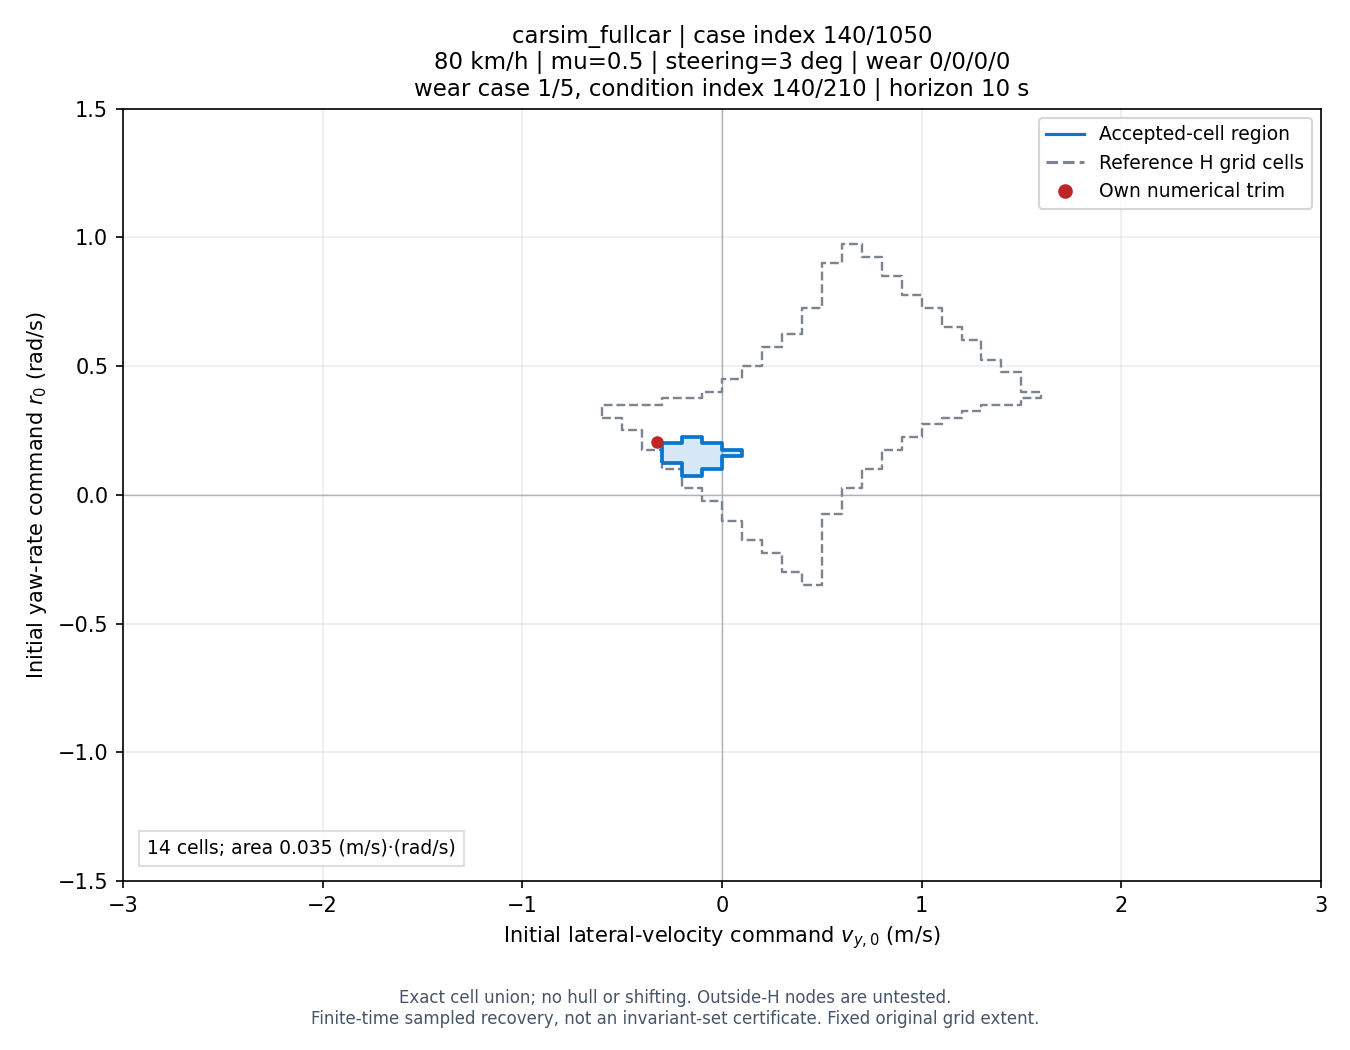 carsim_fullcar | case index 140/1050
80 km/h | mu=0.5 | steering=3 deg | wear 0/0/0/0
wear case 1/5, condition index 140/210 | horizon 10 s
Accepted-cell region
Reference H grid cells
Own numerical trim
1.5
1.0
0.5
0.0
−0.5
−1.0
−1.5
Initial yaw-rate command r0 (rad/s)
14 cells; area 0.035 (m/s)·(rad/s)
−3
−2
−1
0
1
2
3
Initial lateral-velocity command vy,0 (m/s)
Exact cell union; no hull or shifting. Outside-H nodes are untested.
Finite-time sampled recovery, not an invariant-set certificate. Fixed original grid extent.